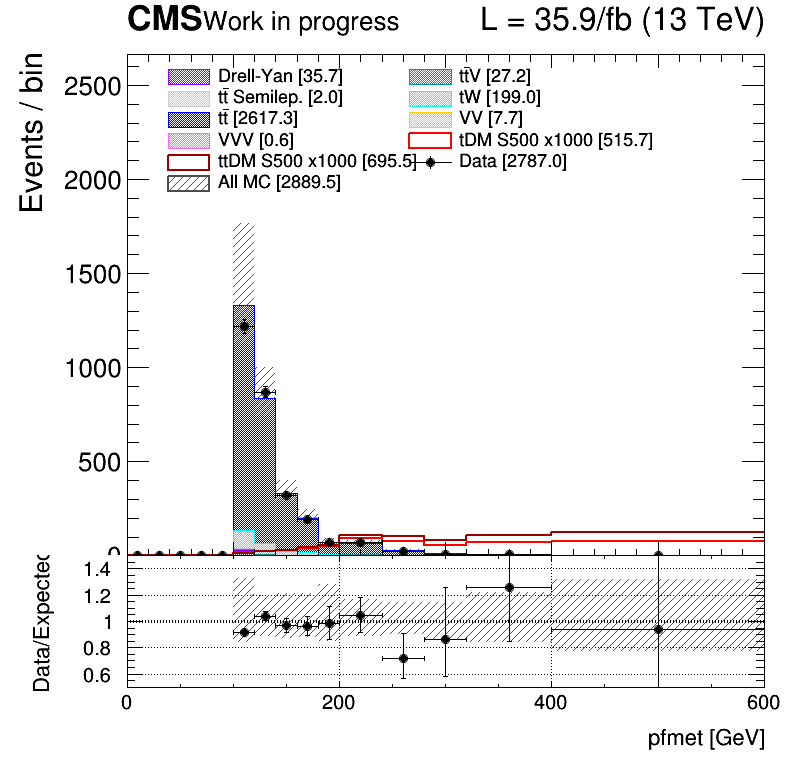 CMS Work in progress L = 35.9/fb (13 TeV)
Events / bin
2500
2000
1500
1000
500
0
Drell-Yan [35.7]
tt̄V [27.2]
tt̄ Semilep. [2.0]
tW [199.0]
tt̄ [2617.3]
VV [7.7]
VVV [0.6]
tDM S500 x1000 [515.7]
ttDM S500 x1000 [695.5]
Data [2787.0]
All MC [2889.5]
Data/Expected
1.4
1.2
1
0.8
0.6
0 200 400 600
pfmet [GeV]